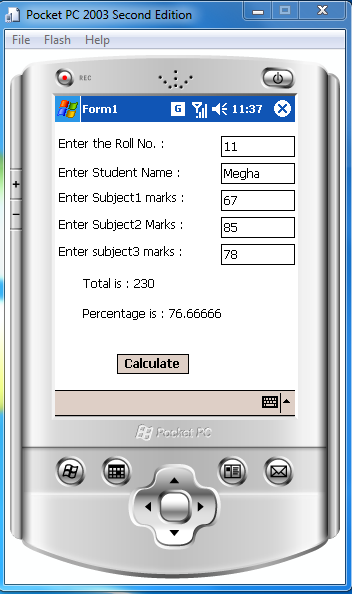 Pocket PC 2003 Second Edition
File Flash Help
REC
Form1 G 11:37
Enter the Roll No. : 11
Enter Student Name : Megha
Enter Subject1 marks : 67
Enter Subject2 Marks : 85
Enter subject3 marks : 78
Total is : 230
Percentage is : 76.66666
Calculate
Pocket PC